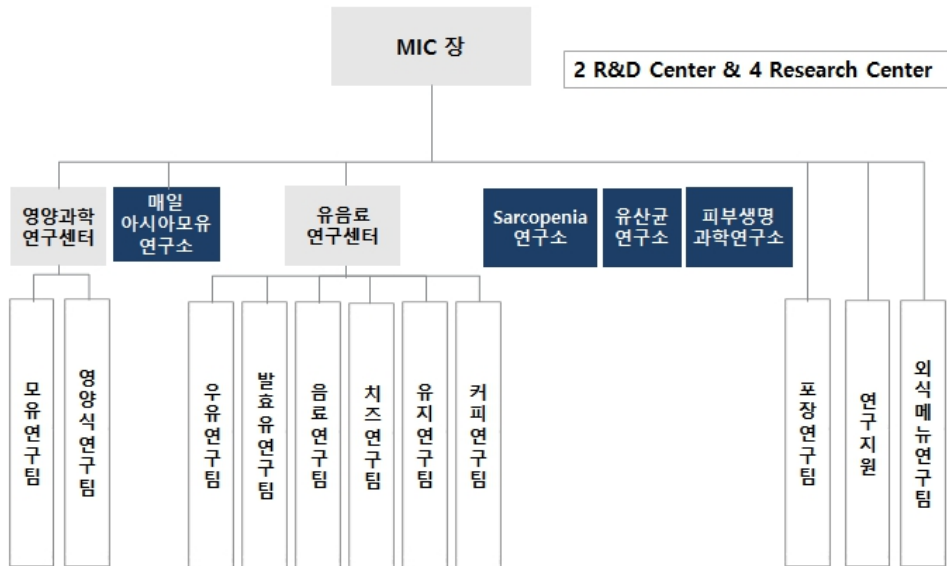 MIC 장
2 R&D Center & 4 Research Center
영양과학
연구센터
매일
아시아모유
연구소
유음료
연구센터
Sarcopenia
연구소
유산균
연구소
피부생명
과학연구소
모유연구팀
영양식연구팀
우유연구팀
발효유연구팀
음료연구팀
치즈연구팀
유지연구팀
커피연구팀
포장연구팀
연구지원
외식메뉴연구팀